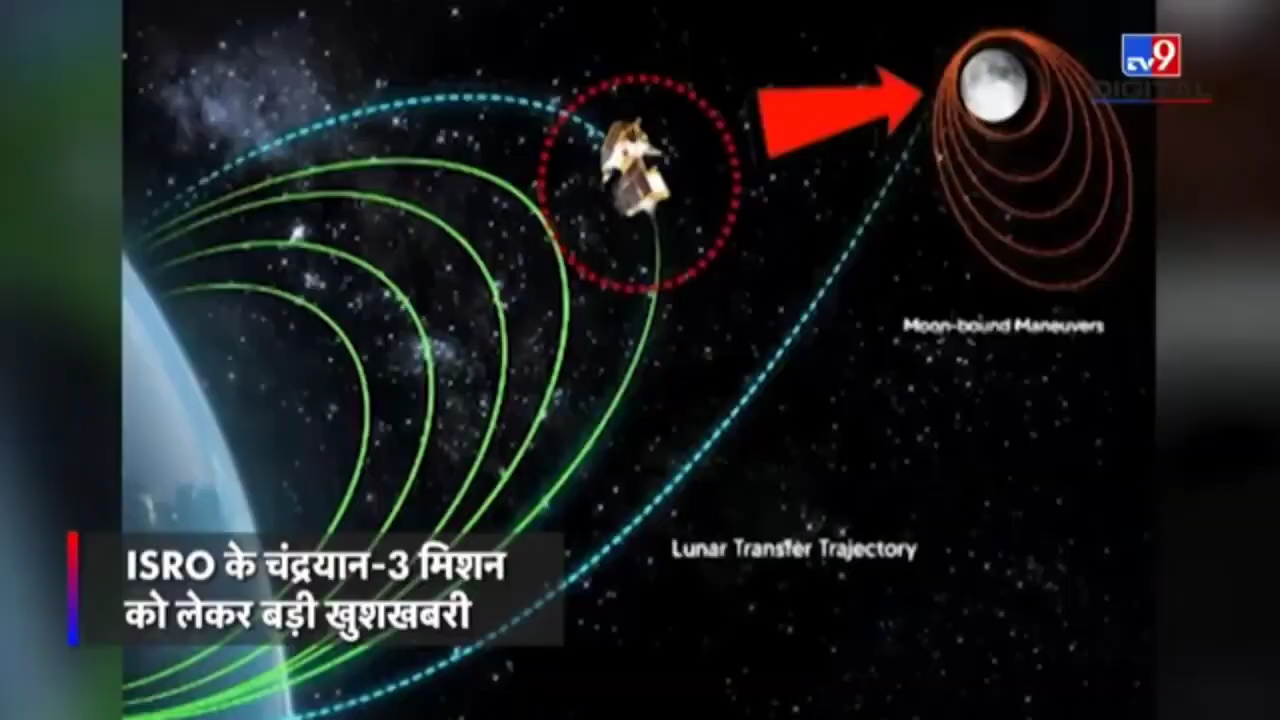 TV9
DIGITAL
Moon-bound Maneuvers
Lunar Transfer Trajectory
ISRO के चंद्रयान-3 मिशन
को लेकर बड़ी खुशखबरी